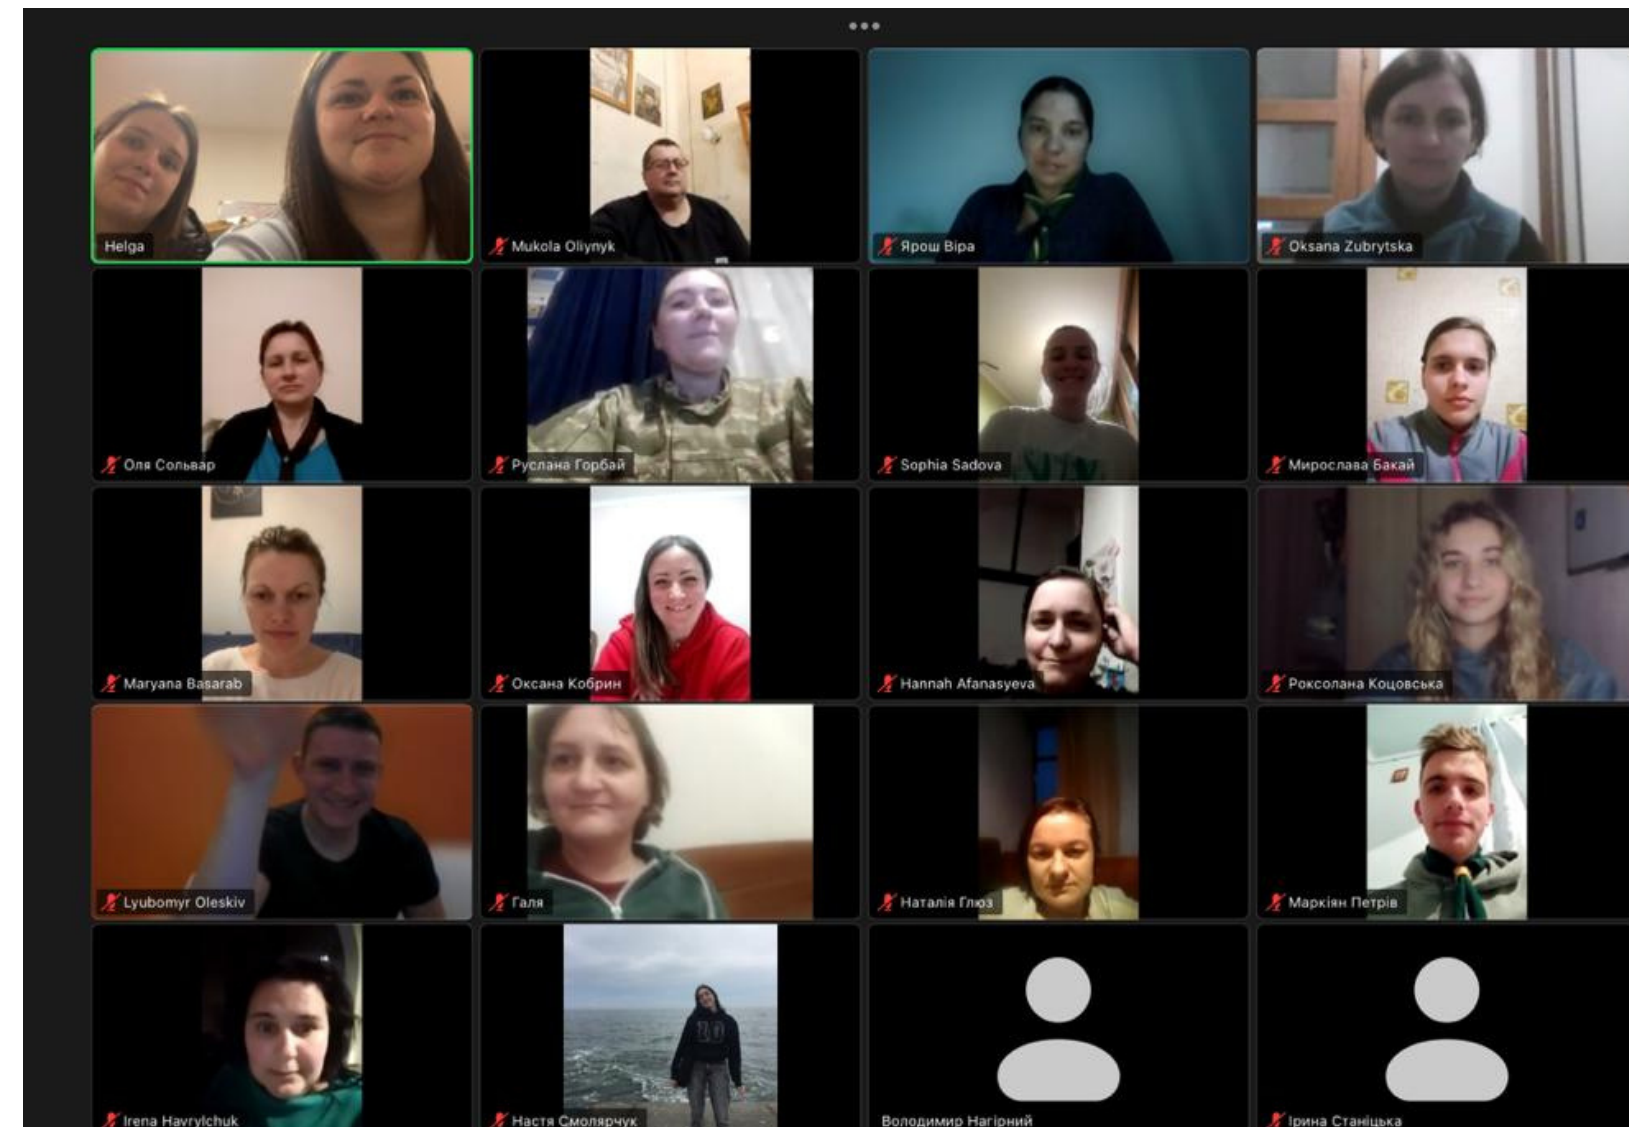 Helga
Mukola Oliynyk
Ярош Віра
Oksana Zubrytska
Оля Сольвар
Руслана Горбай
Sophia Sadova
Мирослава Бакай
Maryana Basarab
Оксана Кобрин
Hannah Afanasyeva
Роксолана Коцовська
Lyubomyr Oleskiv
Галя
Наталія Глюз
Маркіян Петрів
Irena Havrylchuk
Настя Смолярчук
Володимир Нагірний
Ірина Станіцька